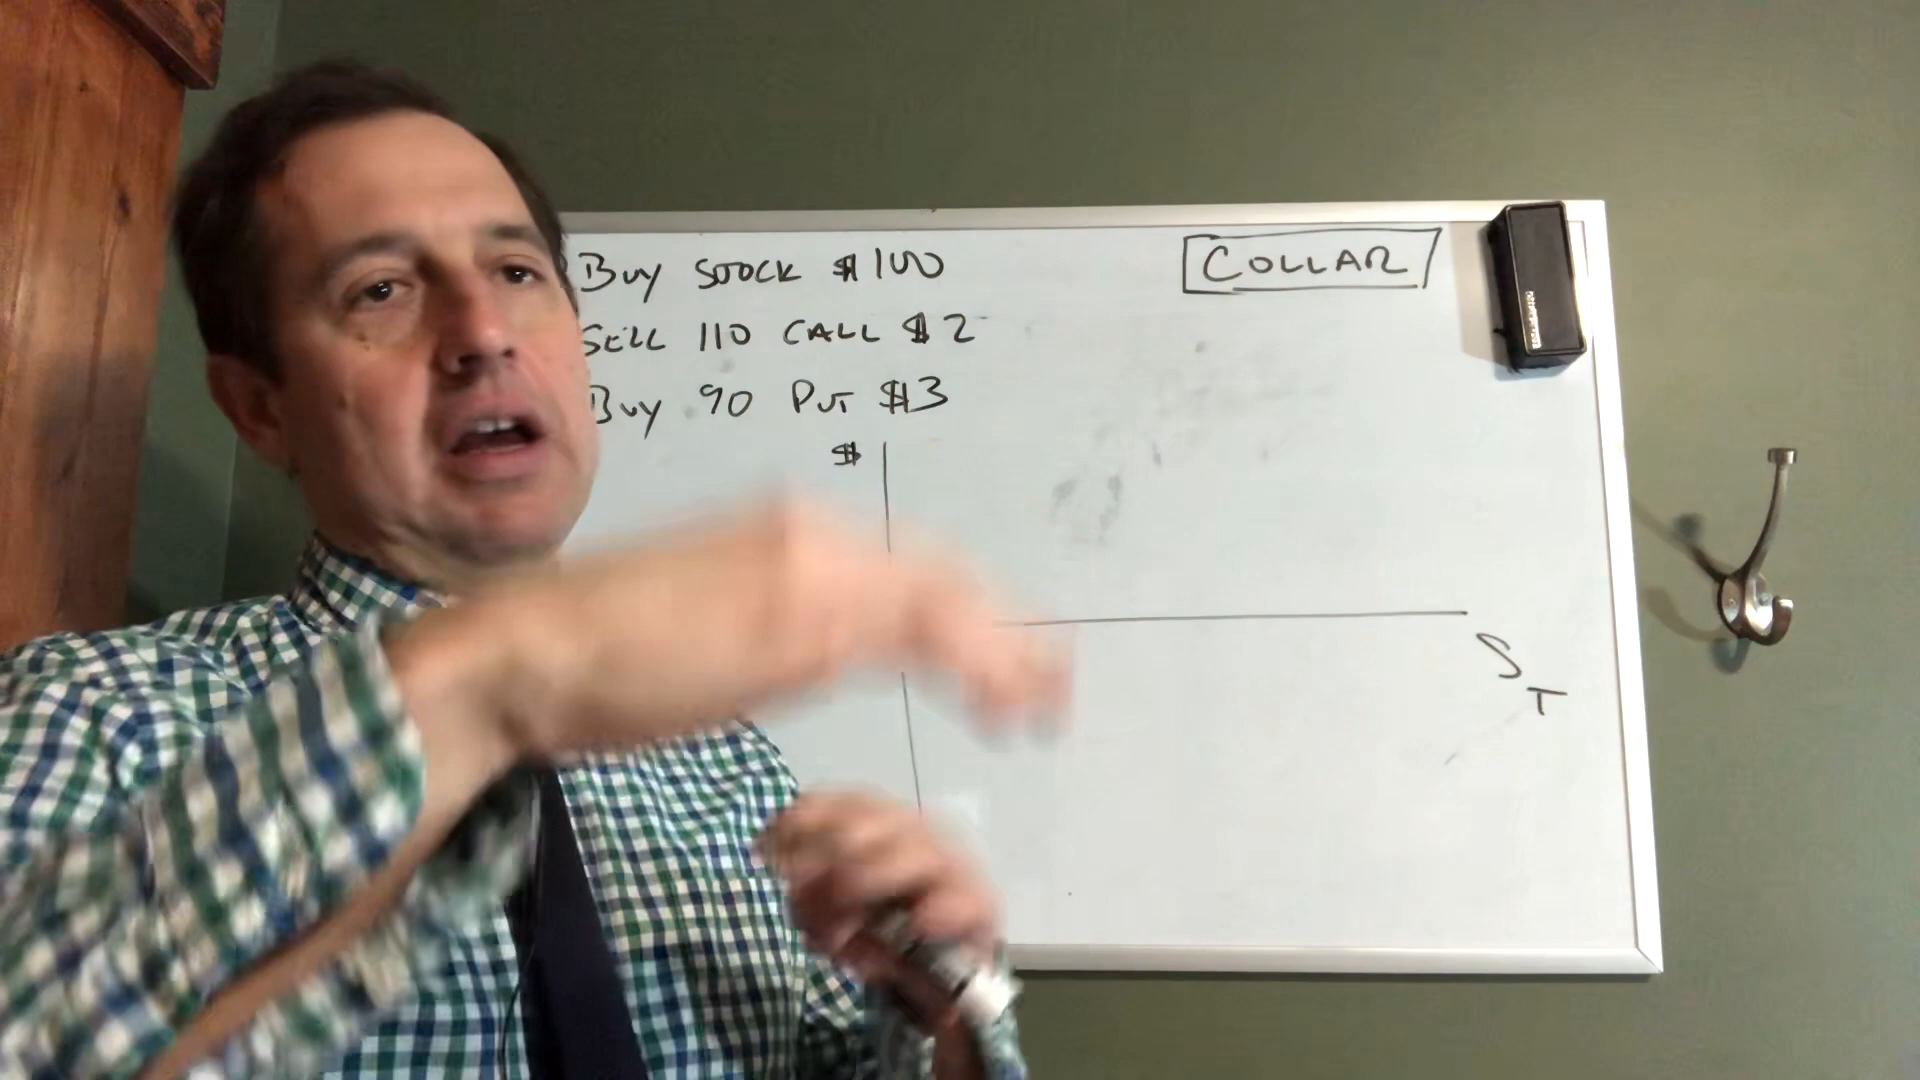 BUY STOCK $100
COLLAR
SELL 110 CALL $2
BUY 90 PUT $3
$
S
T